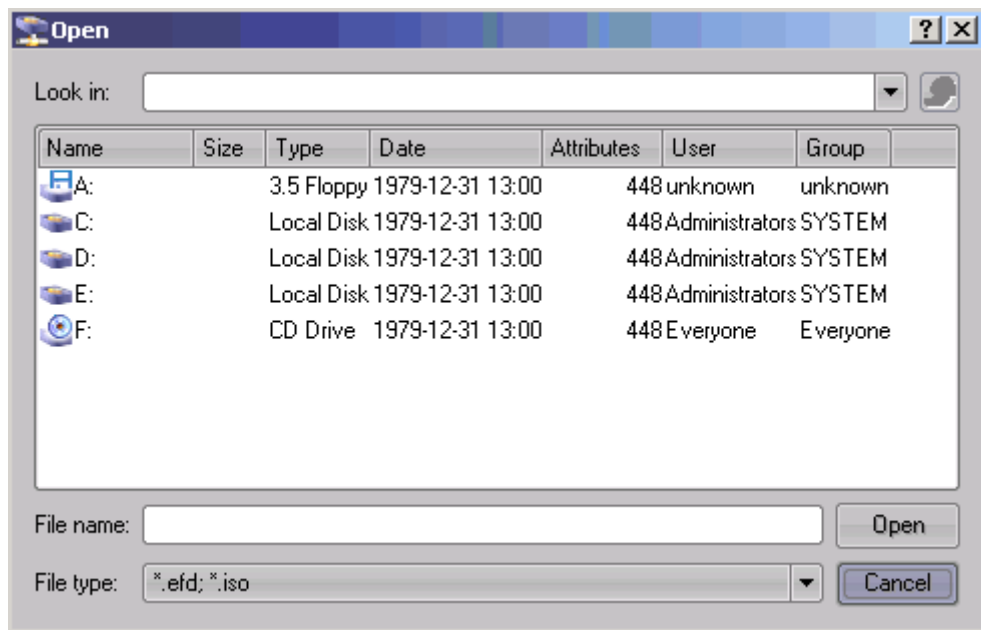 Open
Look in:
Name Size Type Date Attributes User Group
A: 3.5 Floppy 1979-12-31 13:00 448 unknown unknown
C: Local Disk 1979-12-31 13:00 448 Administrators SYSTEM
D: Local Disk 1979-12-31 13:00 448 Administrators SYSTEM
E: Local Disk 1979-12-31 13:00 448 Administrators SYSTEM
F: CD Drive 1979-12-31 13:00 448 Everyone Everyone
File name: Open
File type: *.efd; *.iso Cancel